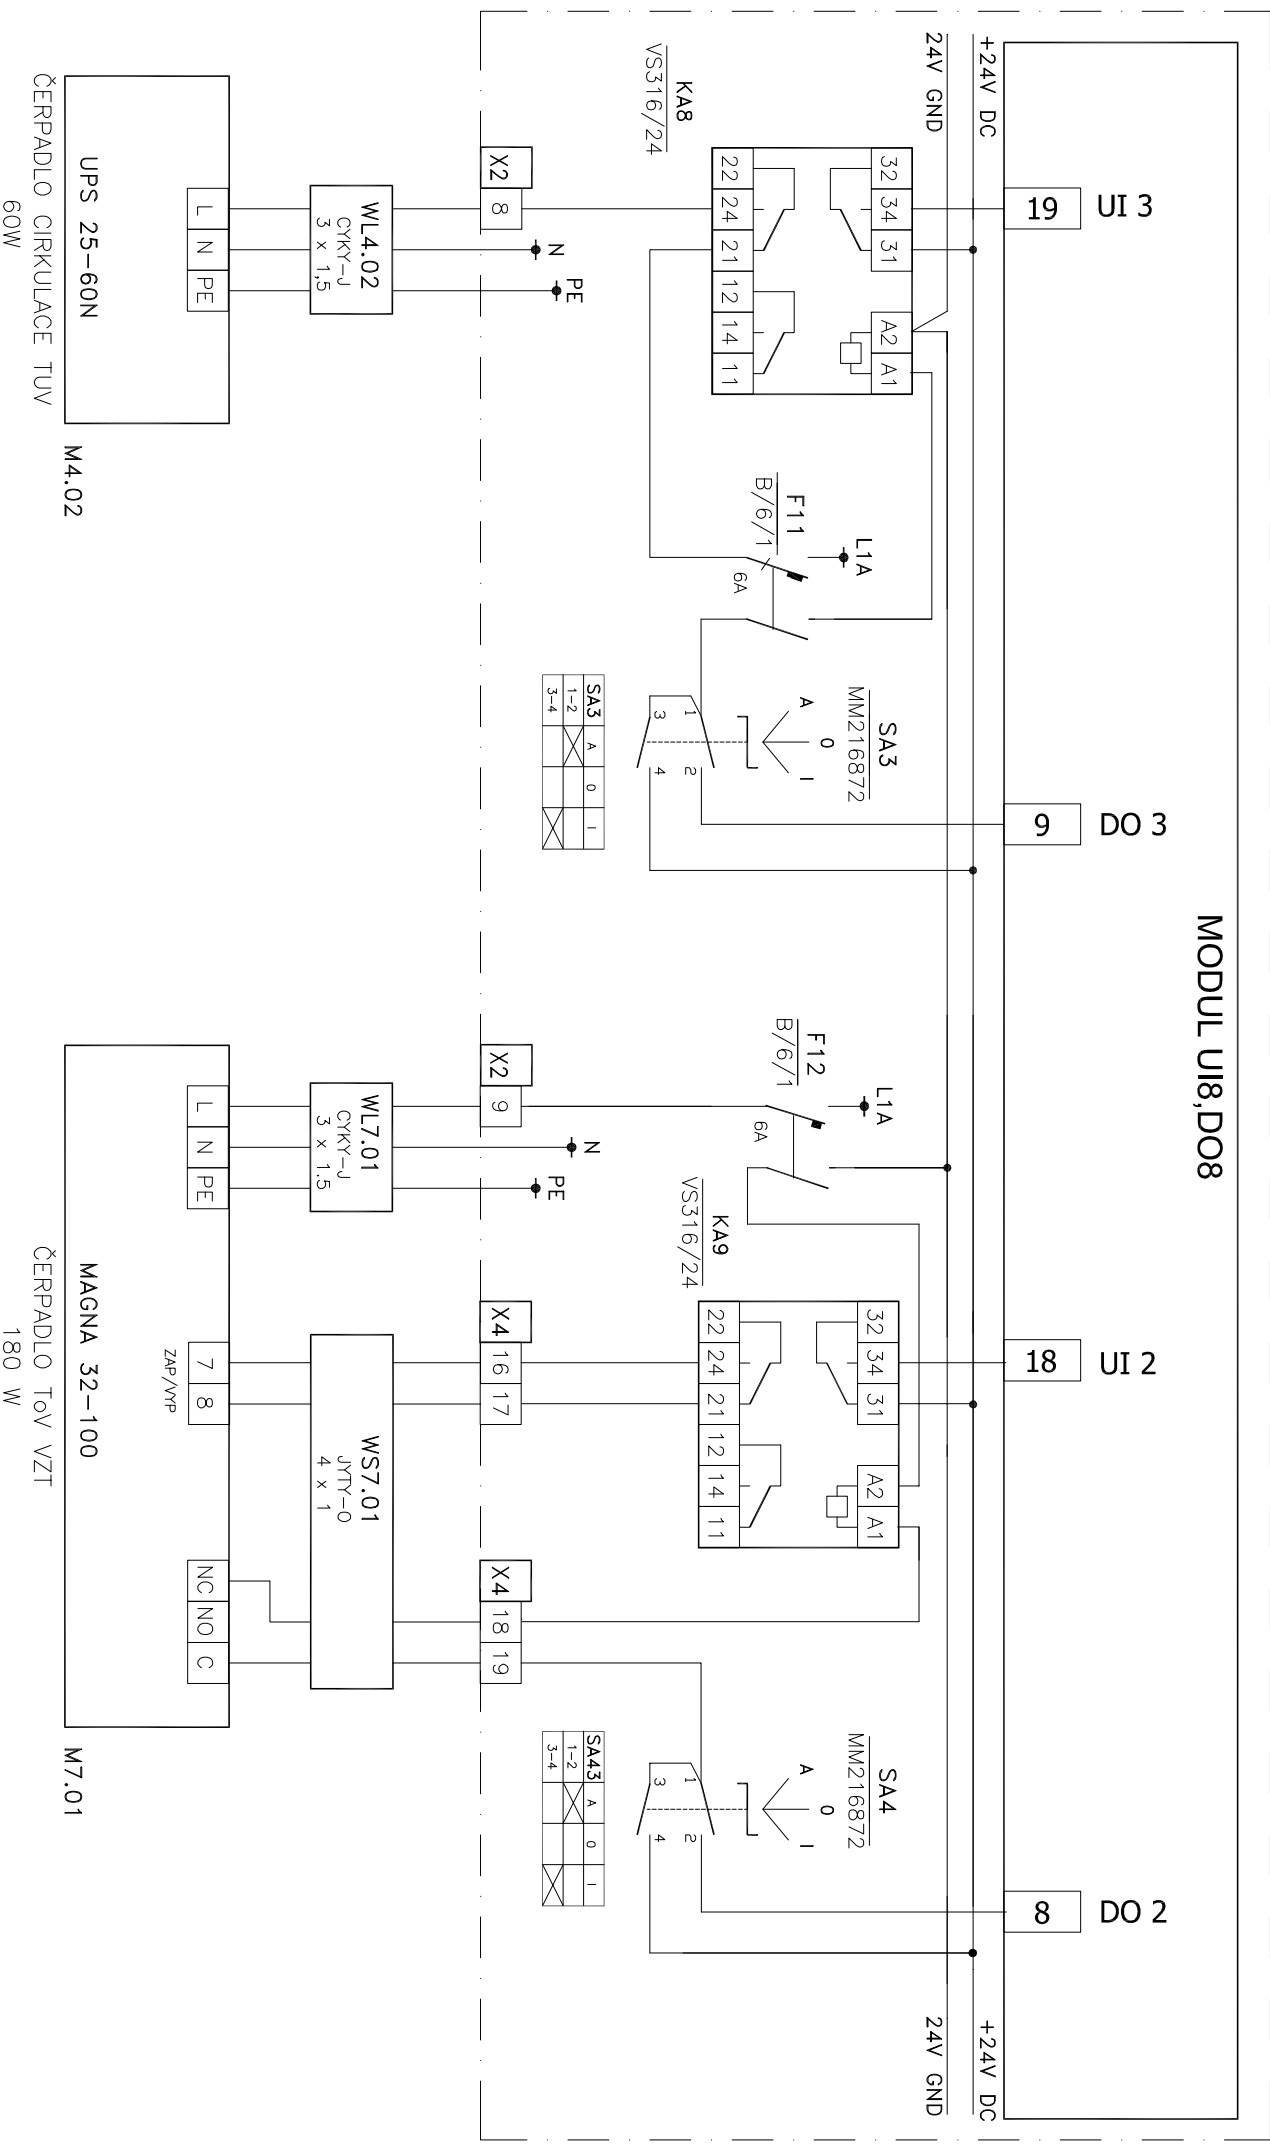 MODUL UI8,DO8
UI 3
19
DO 3
9
UI 2
18
DO 2
8
+24V DC
24V GND
+24V DC
24V GND
KA8
VS316/24
32 34 31 A2 A1
22 24 21 12 14 11
L1A
F11
B/6/1
6A
SA3
MM216872
A 0 I
1 2
3 4
SA3 A 0 I
1-2
3-4
X2 8
N
PE
WL4.02
CYKY-J
3 x 1,5
L N PE
UPS 25-60N
M4.02
ČERPADLO CIRKULACE TUV
60W
L1A
F12
B/6/1
6A
KA9
VS316/24
32 34 31 A2 A1
22 24 21 12 14 11
SA4
MM216872
A 0 I
1 2
3 4
SA43 A 0 I
1-2
3-4
X2 9
N
PE
X4 16 17
X4 18 19
WL7.01
CYKY-J
3 x 1.5
WS7.01
JYTY-O
4 x 1
L N PE
7 8
ZAP/VYP
NC NO C
MAGNA 32-100
M7.01
ČERPADLO ToV VZT
180 W